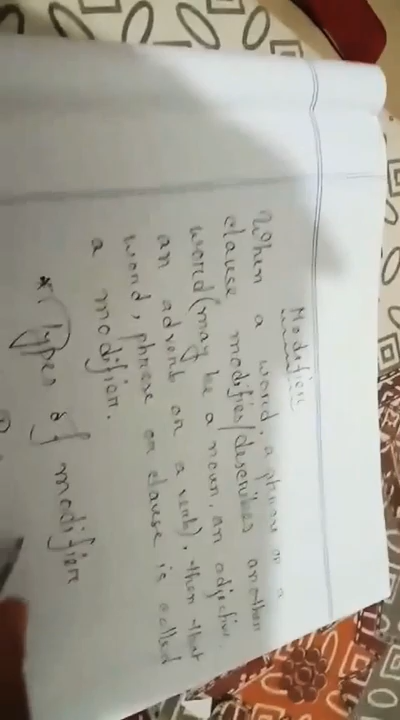 Modifier
When a word, a phrase or a
clause modifies/describes another
word (may be a noun, an adjective,
an adverb or a verb), then that
word, phrase or clause is called
a modifier.
* Types of modifier